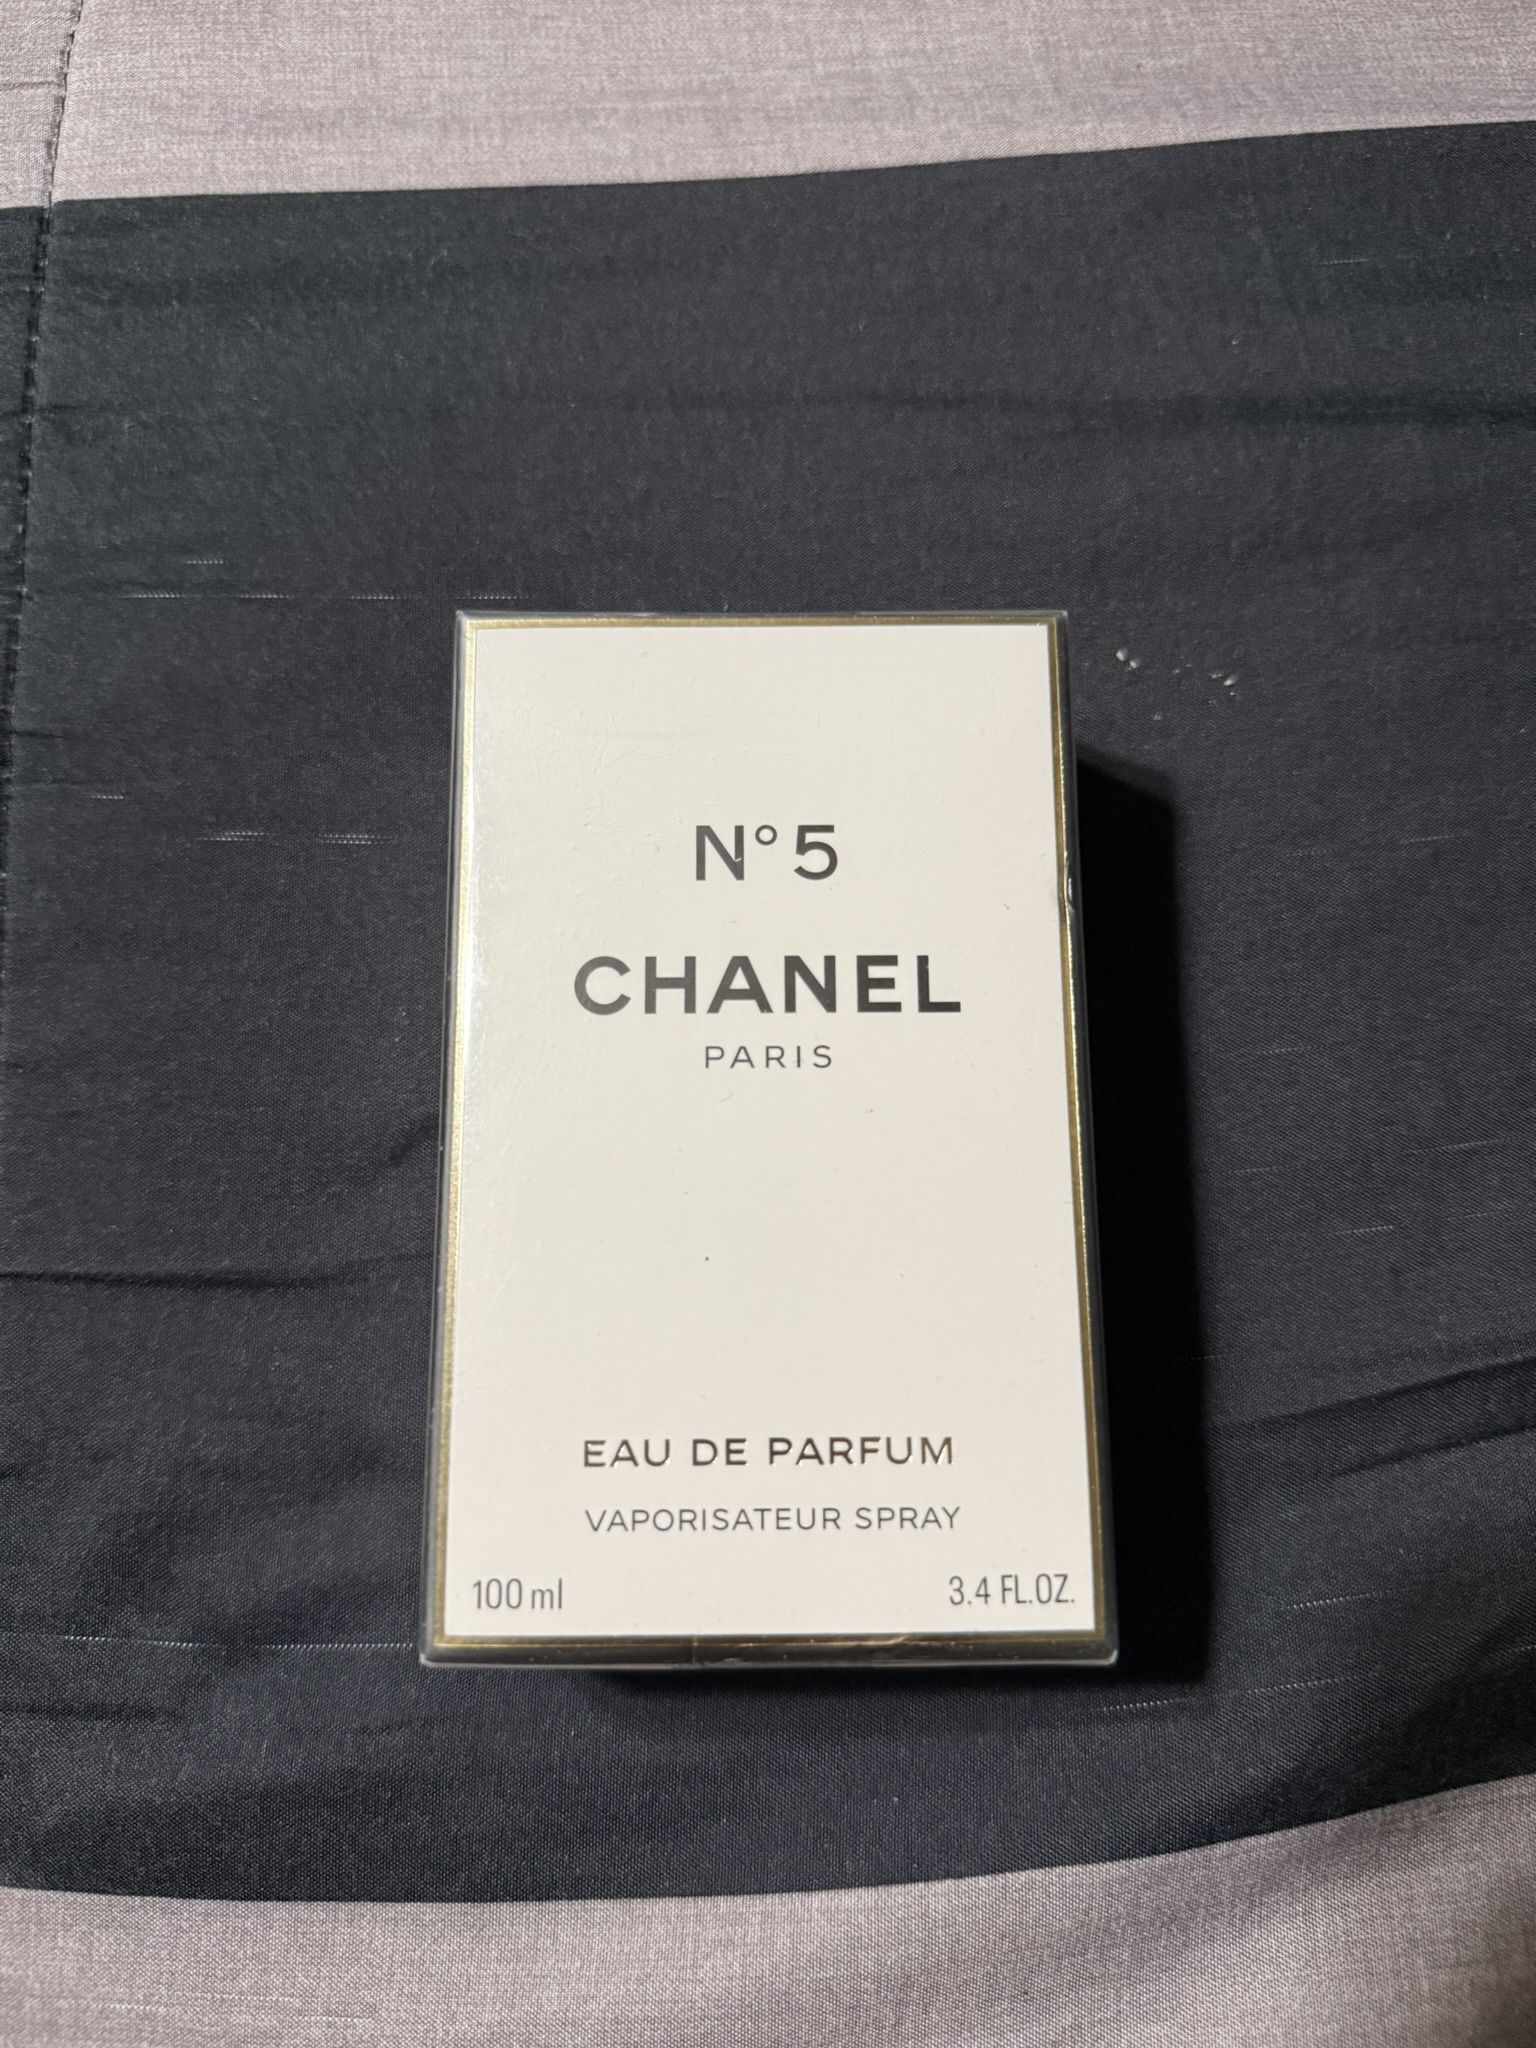 N°5
CHANEL
PARIS
EAU DE PARFUM
VAPORISATEUR SPRAY
100 ml 3.4 FL.OZ.